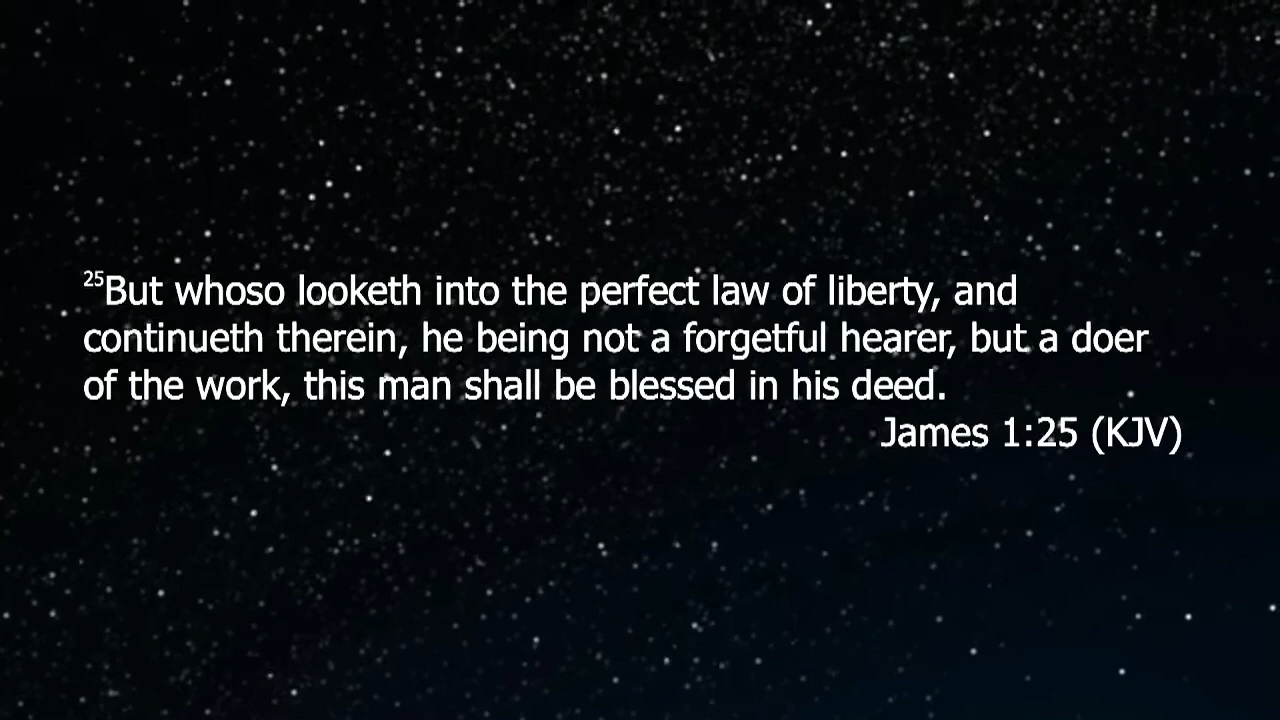 25But whoso looketh into the perfect law of liberty, and
continueth therein, he being not a forgetful hearer, but a doer
of the work, this man shall be blessed in his deed.
James 1:25 (KJV)